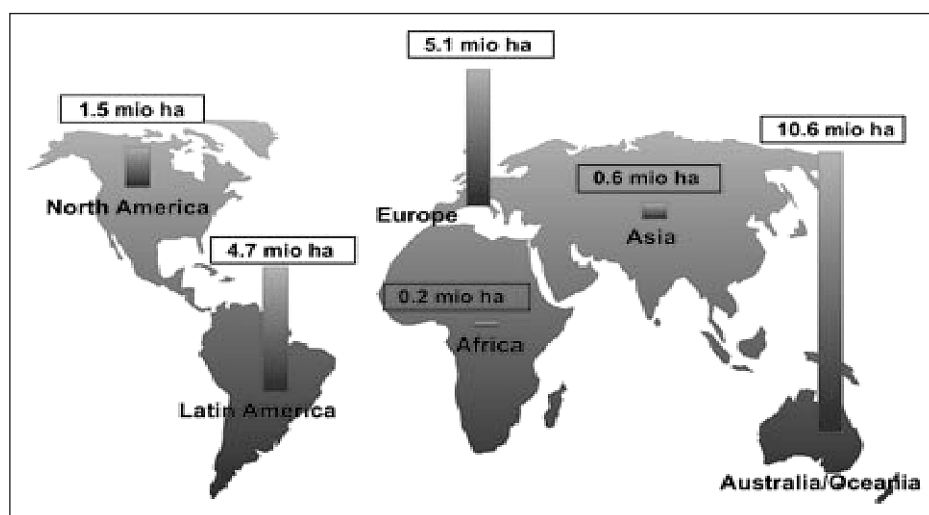 5.1 mio ha
1.5 mio ha
10.6 mio ha
0.6 mio ha
North America
Europe
Asia
4.7 mio ha
0.2 mio ha
Africa
Latin America
Australia/Oceania